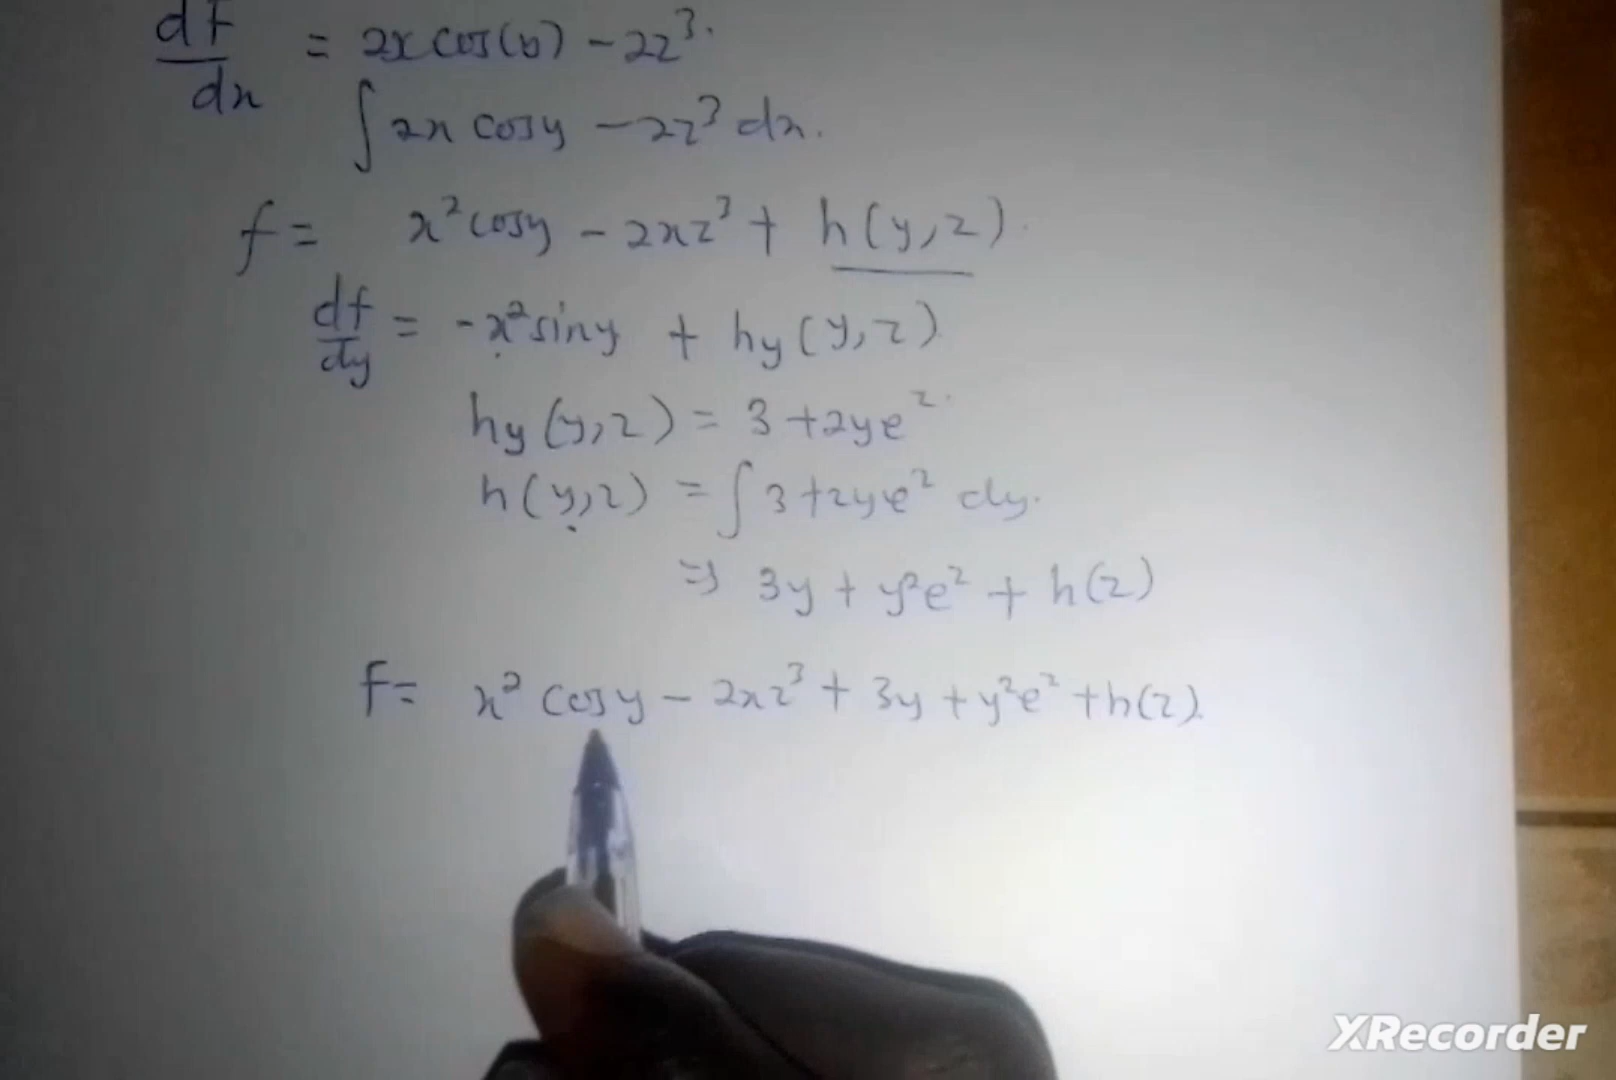 df/dx = 2x cos(y) - 2z³.
∫ 2x cosy - 2z³ dx.
f = x² cosy - 2xz³ + h(y,z).
df/dy = -x² siny + hy(y,z)
hy(y,z) = 3 + 2ye^z.
h(y,z) = ∫ 3 + 2ye^z dy.
⇒ 3y + y²e^z + h(z)
f = x² cosy - 2xz³ + 3y + y²e^z + h(z).
XRecorder